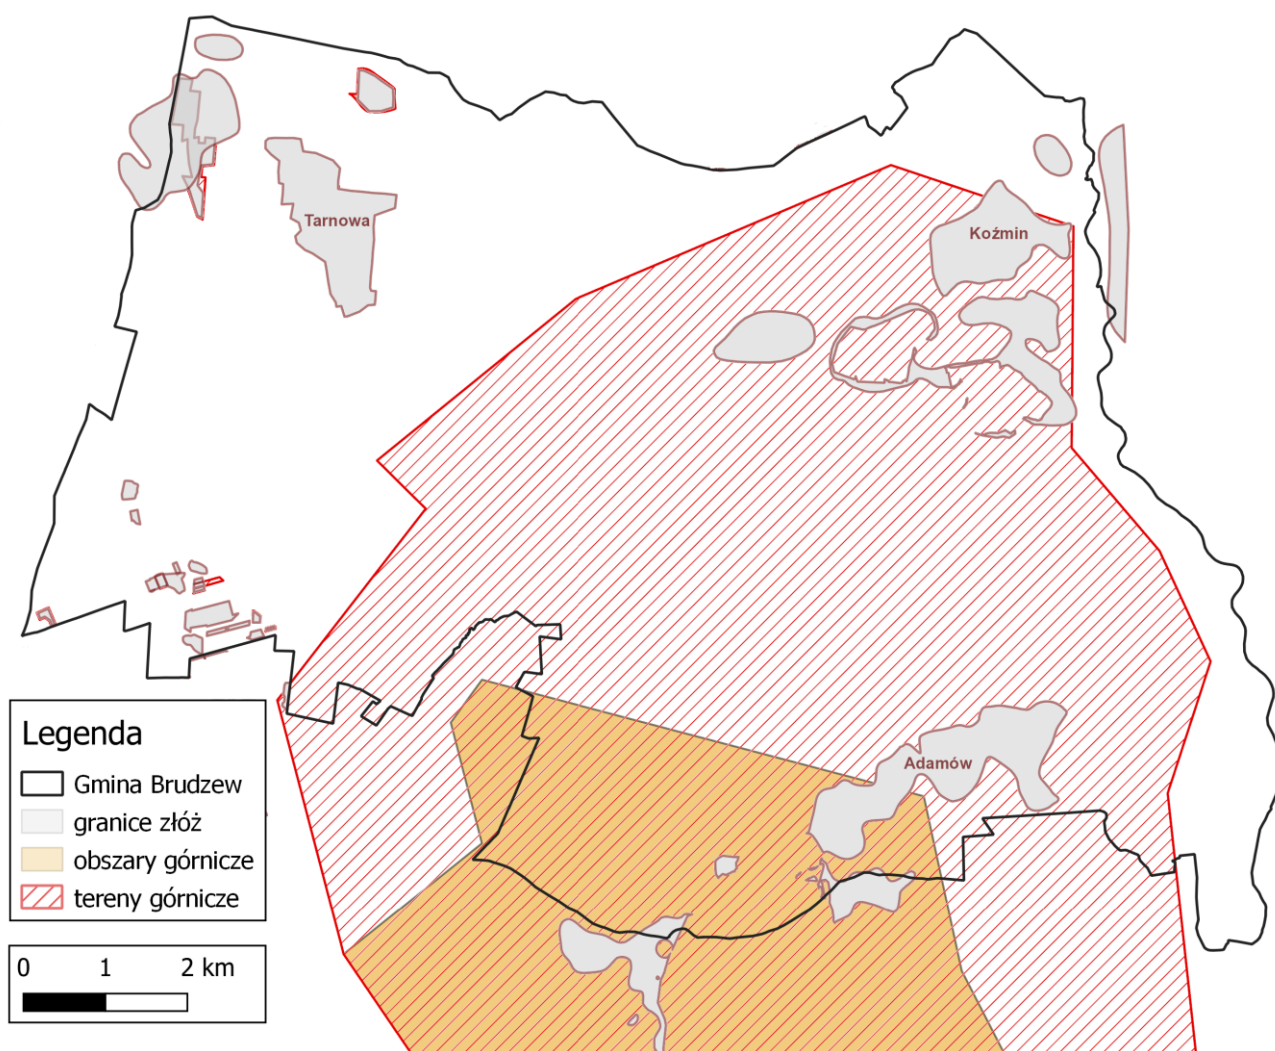 Tarnowa
Koźmin
Adamów
Legenda
Gmina Brudzew
granice złóż
obszary górnicze
tereny górnicze
0 1 2 km